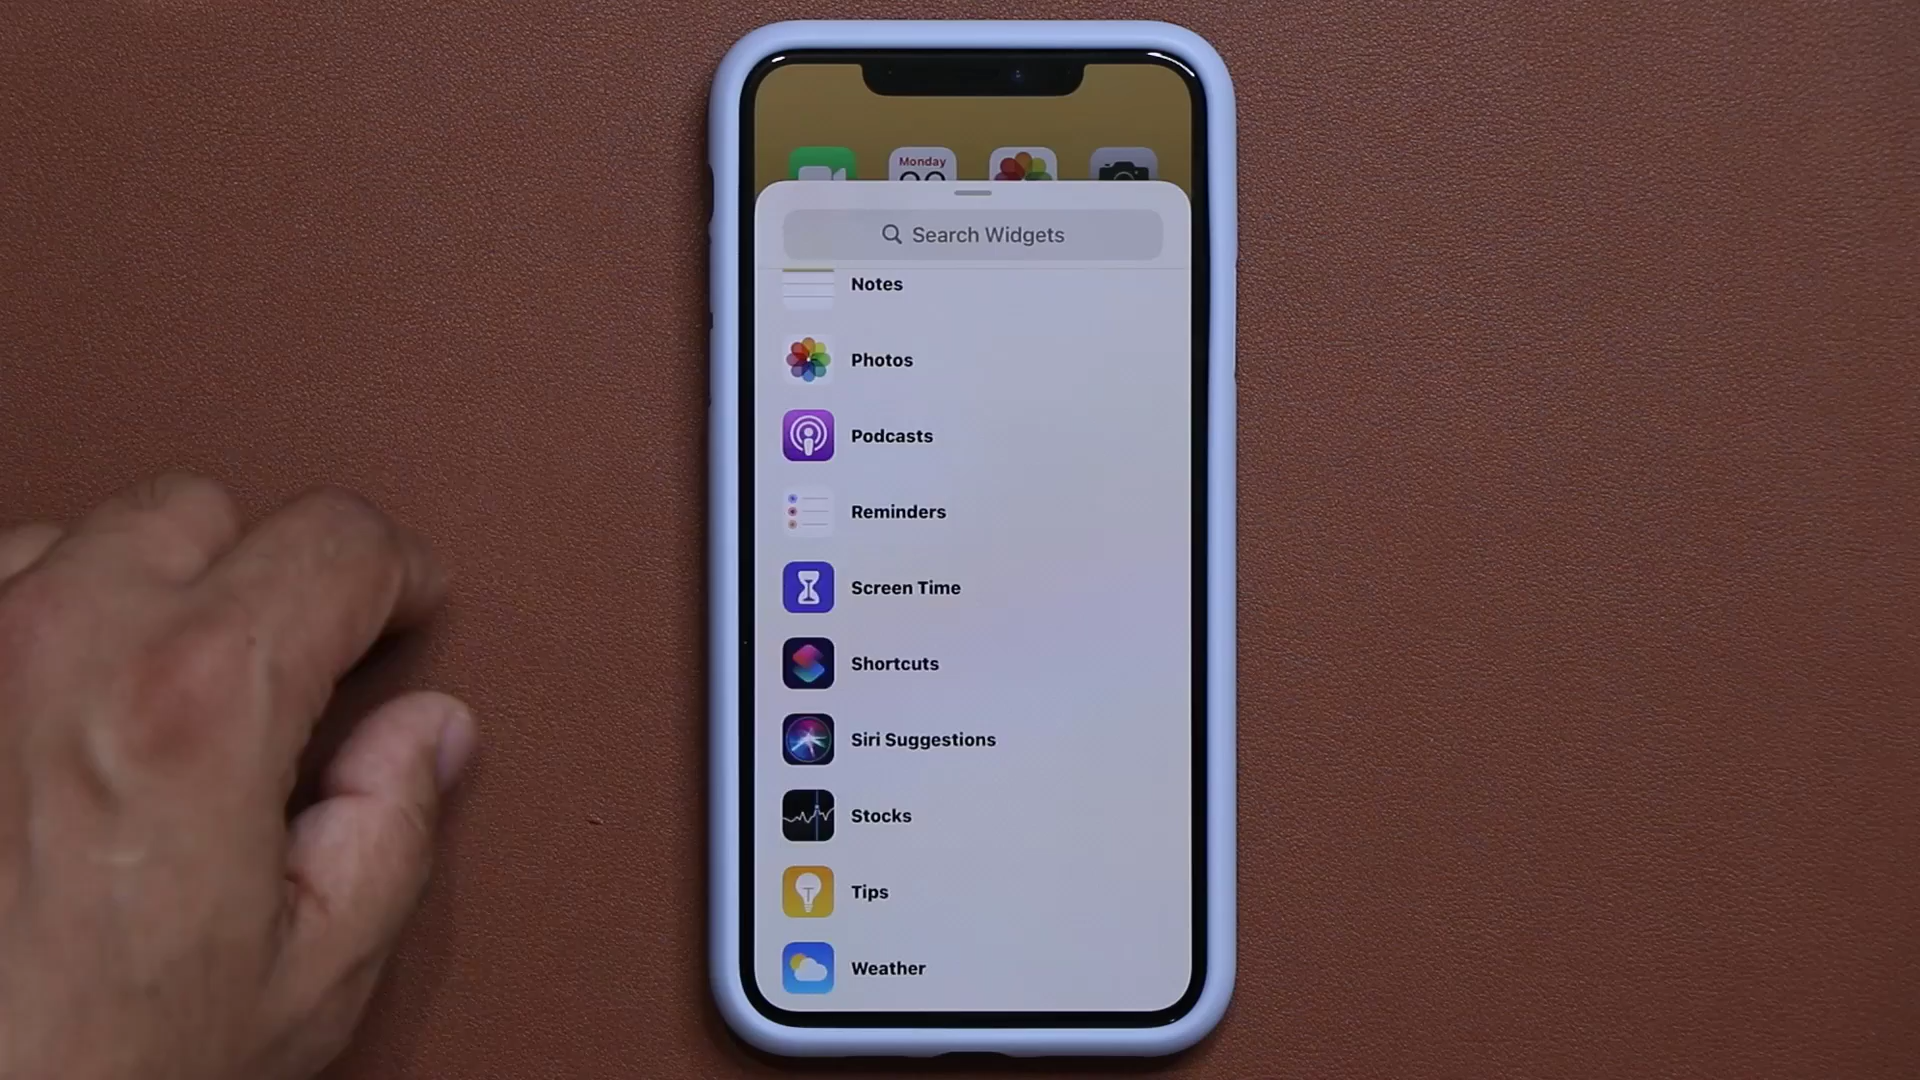 Monday
Search Widgets
Notes
Photos
Podcasts
Reminders
Screen Time
Shortcuts
Siri Suggestions
Stocks
Tips
Weather